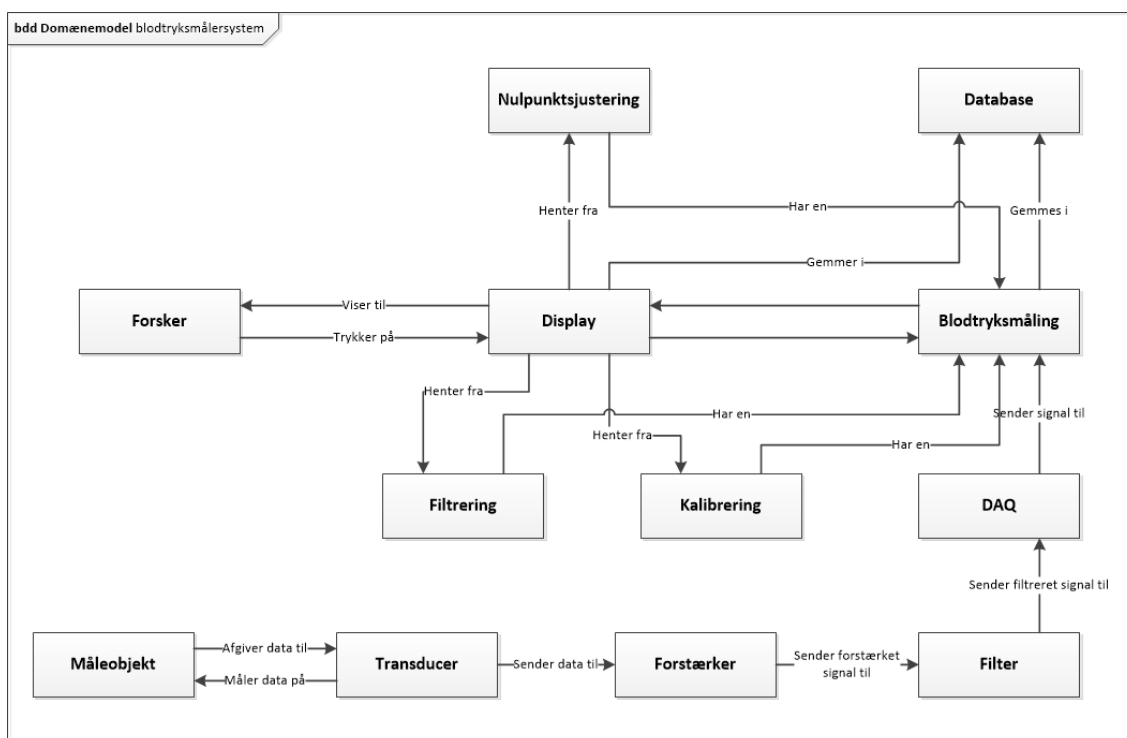 bdd Domænemodel blodtryksmålersystem
Nulpunktsjustering
Database
Henter fra
Har en
Gemmes i
Gemmer i
Forsker
Viser til
Trykker på
Display
Blodtryksmåling
Henter fra
Har en
Sender signal til
Henter fra
Har en
Filtrering
Kalibrering
DAQ
Sender filtreret signal til
Måleobjekt
Afgiver data til
Måler data på
Transducer
Sender data til
Forstærker
Sender forstærket
signal til
Filter